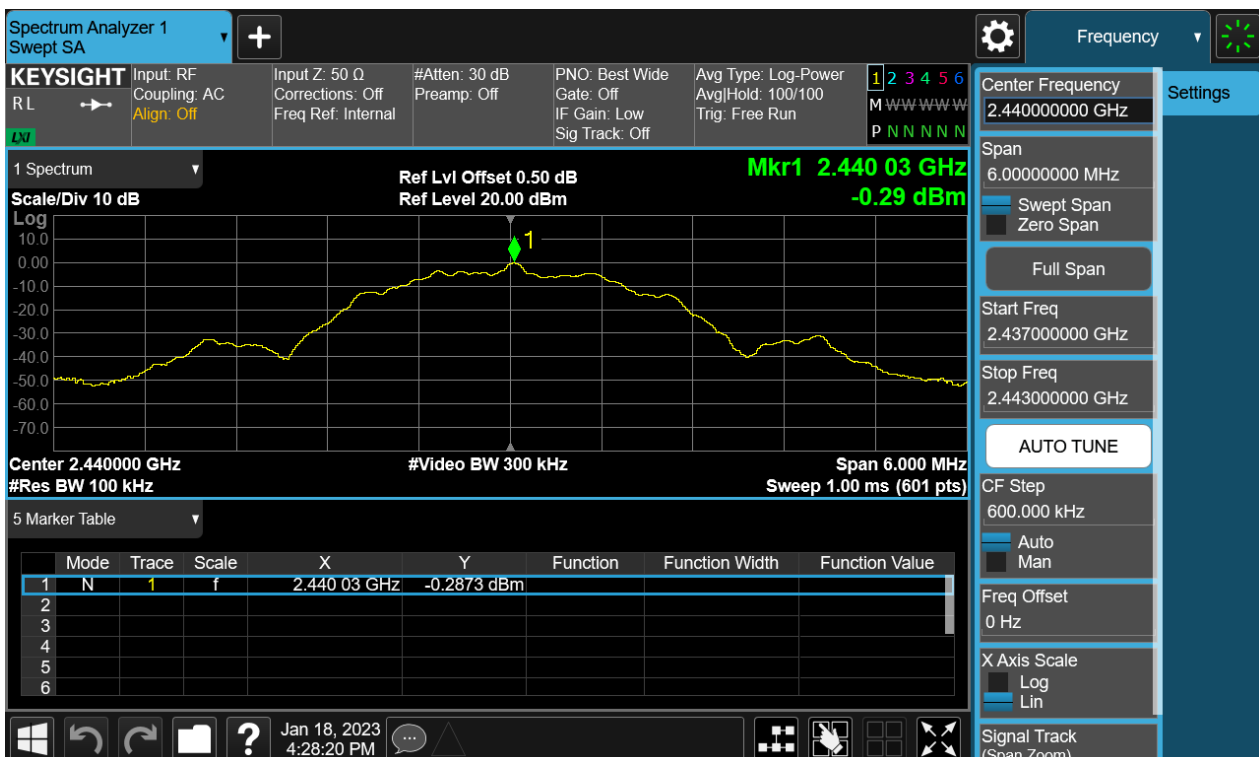 Spectrum Analyzer 1
Swept SA
Frequency
KEYSIGHT
R L
LXI
Input: RF
Coupling: AC
Align: Off
Input Z: 50 Ω
Corrections: Off
Freq Ref: Internal
#Atten: 30 dB
Preamp: Off
PNO: Best Wide
Gate: Off
IF Gain: Low
Sig Track: Off
Avg Type: Log-Power
Avg|Hold: 100/100
Trig: Free Run
1 2 3 4 5 6
M W W W W W
P N N N N N
1 Spectrum
Scale/Div 10 dB
Ref Lvl Offset 0.50 dB
Ref Level 20.00 dBm
Mkr1 2.440 03 GHz
-0.29 dBm
Log
10.0
0.00
-10.0
-20.0
-30.0
-40.0
-50.0
-60.0
-70.0
1
Center 2.440000 GHz
#Video BW 300 kHz
Span 6.000 MHz
#Res BW 100 kHz
Sweep 1.00 ms (601 pts)
5 Marker Table
Mode Trace Scale X Y Function Function Width Function Value
1 N 1 f 2.440 03 GHz -0.2873 dBm
2
3
4
5
6
?
Jan 18, 2023
4:28:20 PM
Settings
Center Frequency
2.440000000 GHz
Span
6.00000000 MHz
Swept Span
Zero Span
Full Span
Start Freq
2.437000000 GHz
Stop Freq
2.443000000 GHz
AUTO TUNE
CF Step
600.000 kHz
Auto
Man
Freq Offset
0 Hz
X Axis Scale
Log
Lin
Signal Track
(Span Zoom)